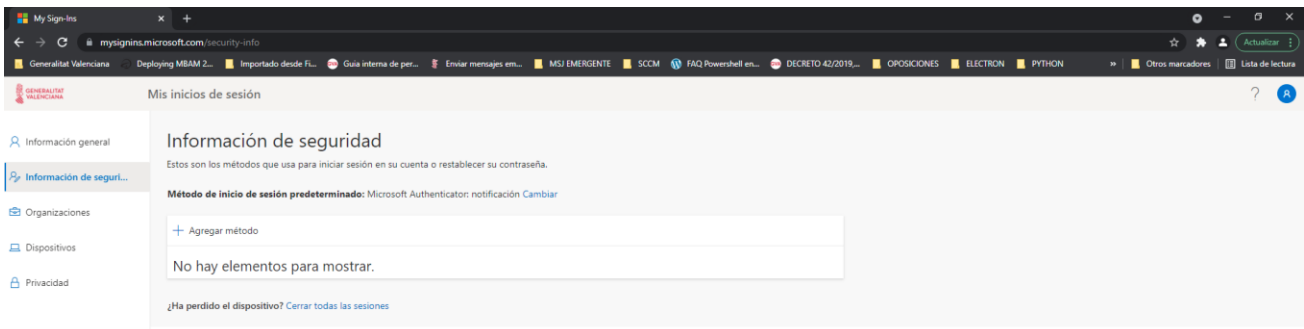 My Sign-Ins
mysignins.microsoft.com/security-info
Actualizar
Generalitat Valenciana
Deploying MBAM 2...
Importado desde Fi...
Guia interna de per...
Enviar mensajes em...
MSJ EMERGENTE
SCCM
FAQ Powershell en...
DECRETO 42/2019,...
OPOSICIONES
ELECTRON
PYTHON
»
Otros marcadores
Lista de lectura
GENERALITAT
VALENCIANA
Mis inicios de sesión
?
Información general
Información de seguri...
Organizaciones
Dispositivos
Privacidad
Información de seguridad
Estos son los métodos que usa para iniciar sesión en su cuenta o restablecer su contraseña.
Método de inicio de sesión predeterminado: Microsoft Authenticator: notificación Cambiar
+ Agregar método
No hay elementos para mostrar.
¿Ha perdido el dispositivo? Cerrar todas las sesiones